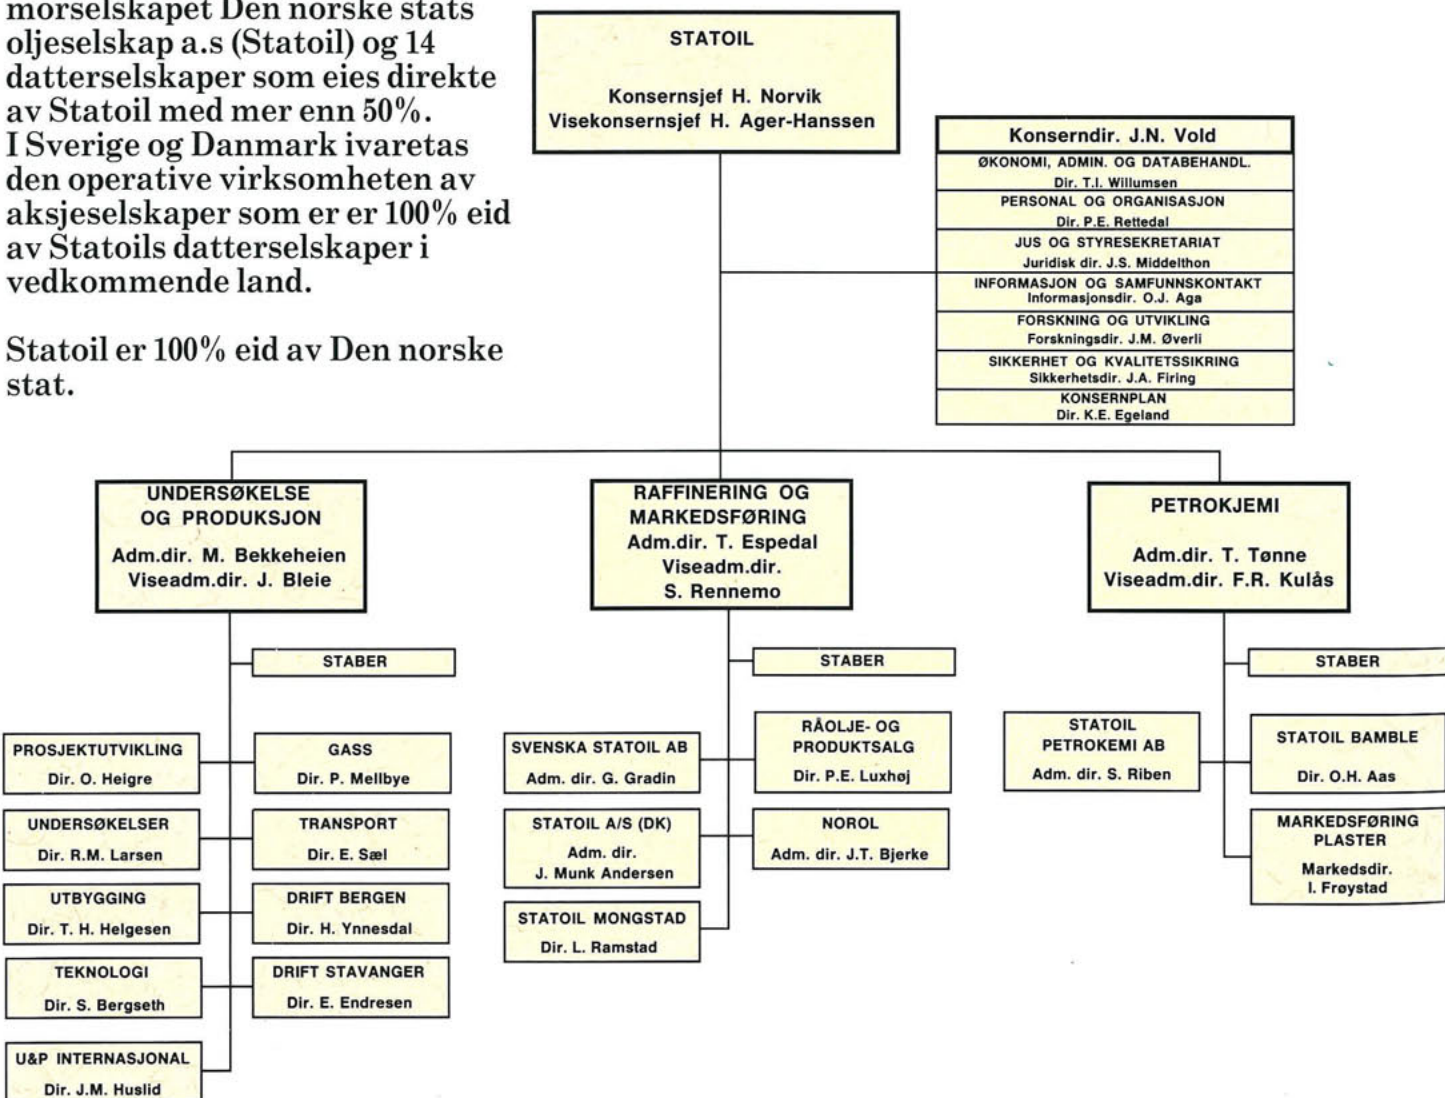 morselskapet Den norske stats
oljeselskap a.s (Statoil) og 14
datterselskaper som eies direkte
av Statoil med mer enn 50%.
I Sverige og Danmark ivaretas
den operative virksomheten av
aksjeselskaper som er er 100% eid
av Statoils datterselskaper i
vedkommende land.
Statoil er 100% eid av Den norske
stat.
STATOIL
Konsernsjef H. Norvik
Visekonsernsjef H. Ager-Hanssen
Konserndir. J.N. Vold
ØKONOMI, ADMIN. OG DATABEHANDL.
Dir. T.I. Willumsen
PERSONAL OG ORGANISASJON
Dir. P.E. Rettedal
JUS OG STYRESEKRETARIAT
Juridisk dir. J.S. Middelthon
INFORMASJON OG SAMFUNNSKONTAKT
Informasjonsdir. O.J. Aga
FORSKNING OG UTVIKLING
Forskningsdir. J.M. Øverli
SIKKERHET OG KVALITETSSIKRING
Sikkerhetsdir. J.A. Firing
KONSERNPLAN
Dir. K.E. Egeland
UNDERSØKELSE
OG PRODUKSJON
Adm.dir. M. Bekkeheien
Viseadm.dir. J. Bleie
STABER
PROSJEKTUTVIKLING
Dir. O. Heigre
GASS
Dir. P. Mellbye
UNDERSØKELSER
Dir. R.M. Larsen
TRANSPORT
Dir. E. Sæl
UTBYGGING
Dir. T. H. Helgesen
DRIFT BERGEN
Dir. H. Ynnesdal
TEKNOLOGI
Dir. S. Bergseth
DRIFT STAVANGER
Dir. E. Endresen
U&P INTERNASJONAL
Dir. J.M. Huslid
RAFFINERING OG
MARKEDSFØRING
Adm.dir. T. Espedal
Viseadm.dir.
S. Rennemo
STABER
SVENSKA STATOIL AB
Adm. dir. G. Gradin
RÅOLJE- OG
PRODUKTSALG
Dir. P.E. Luxhøj
STATOIL A/S (DK)
Adm. dir.
J. Munk Andersen
NOROL
Adm. dir. J.T. Bjerke
STATOIL MONGSTAD
Dir. L. Ramstad
PETROKJEMI
Adm.dir. T. Tønne
Viseadm.dir. F.R. Kulås
STABER
STATOIL
PETROKEMI AB
Adm. dir. S. Riben
STATOIL BAMBLE
Dir. O.H. Aas
MARKEDSFØRING
PLASTER
Markedsdir.
I. Frøystad